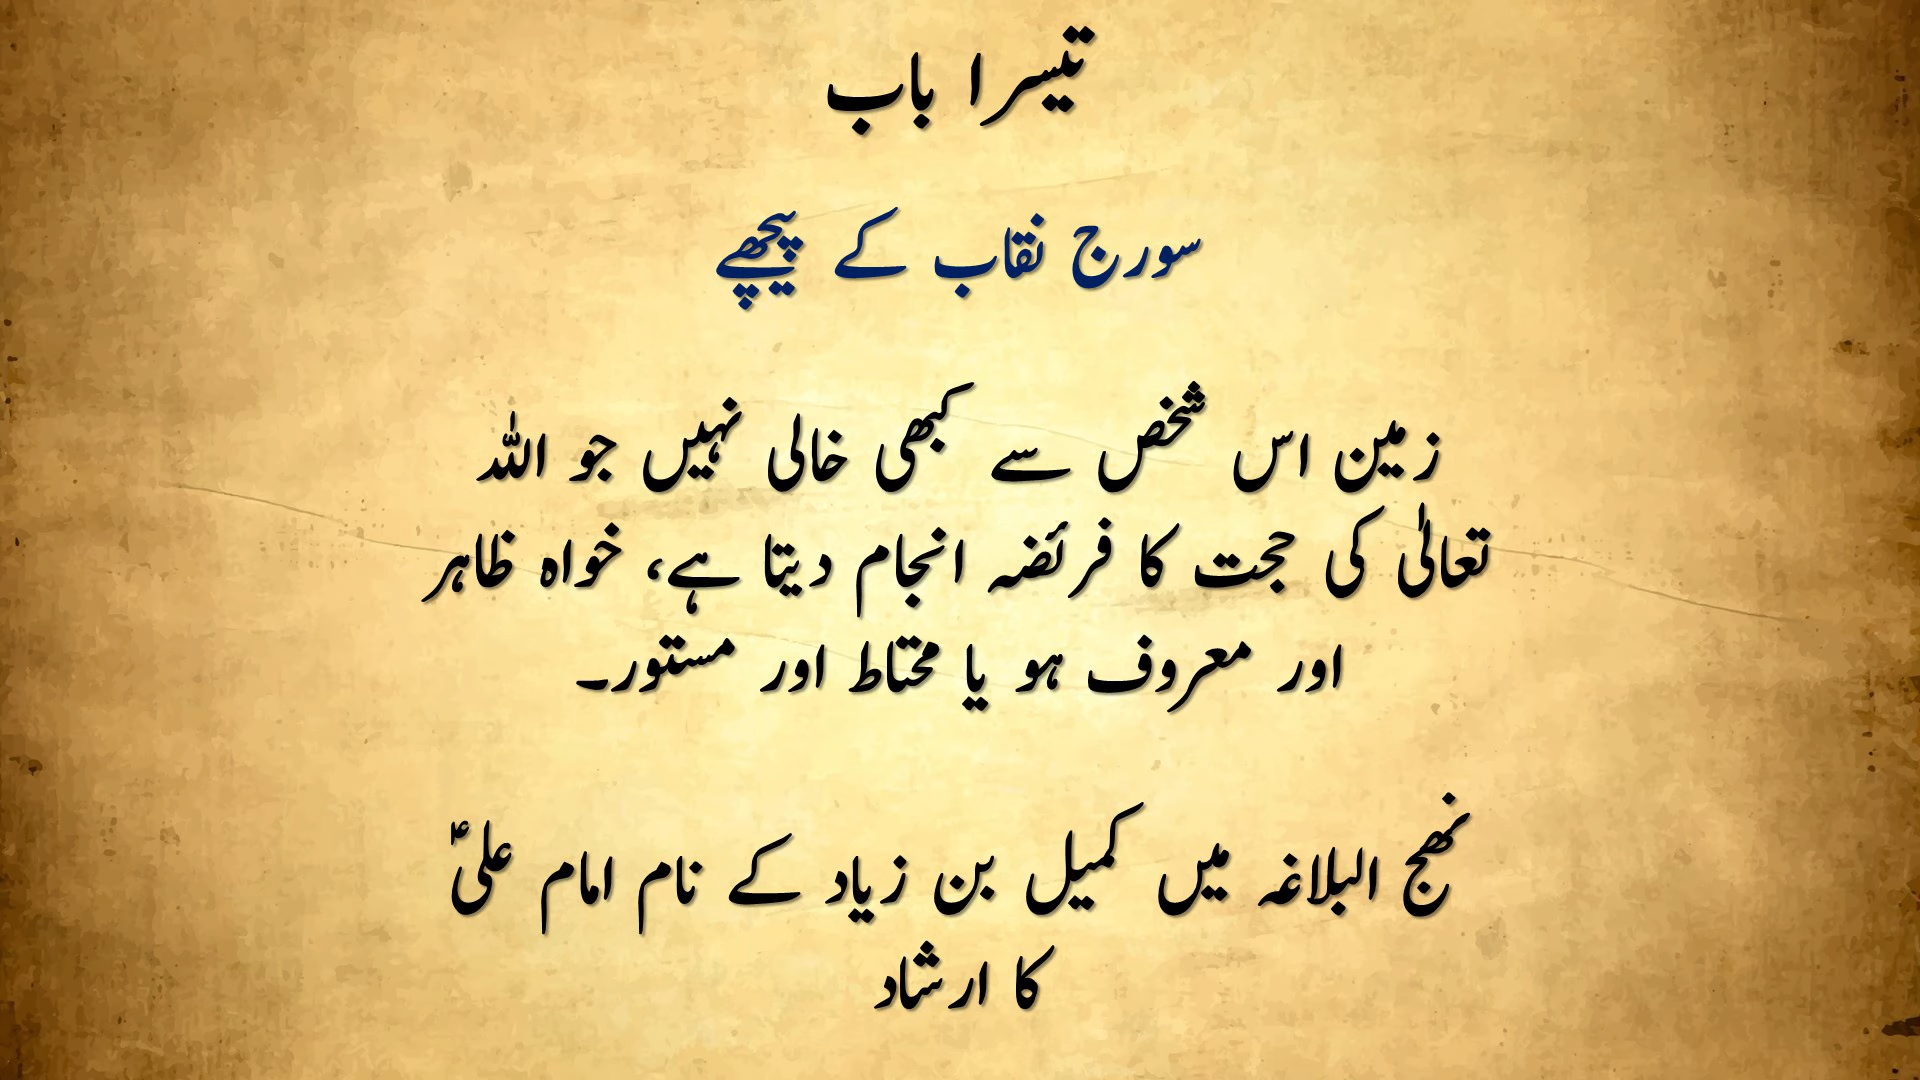 تیسرا باب
سورج نقاب کے پیچھے
زمین اس شخص سے کبھی خالی نہیں جو اللہ
تعالٰی کی حجت کا فرئضہ انجام دیتا ہے، خواہ ظاہر
اور معروف ہو یا محتاط اور مستور۔
نھج البلاغہ میں کمیل بن زیاد کے نام امام علیؑ
کا ارشاد